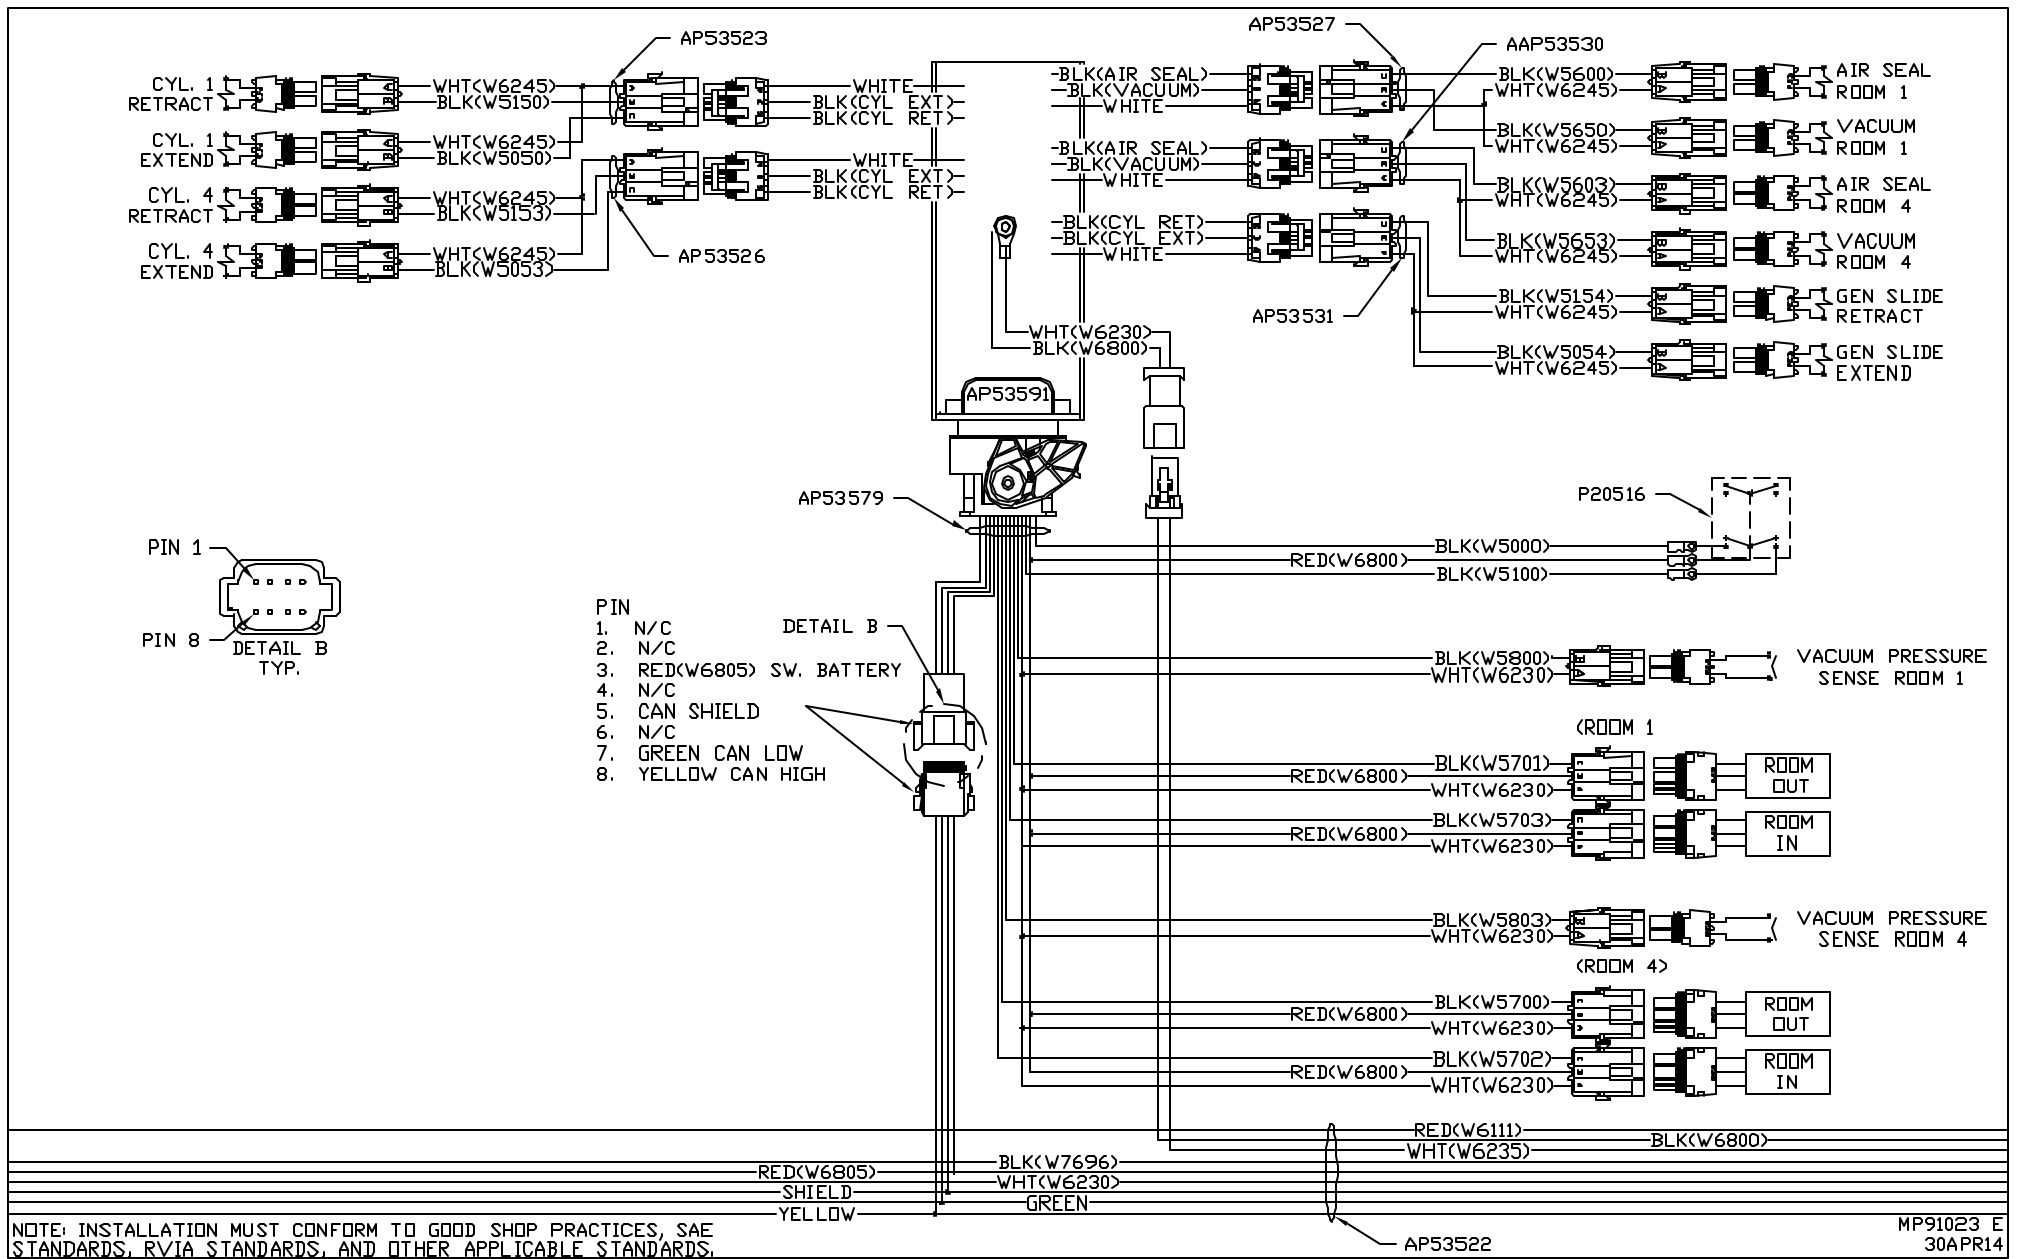 AP53523
CYL. 1
RETRACT
WHT(W6245)
BLK(W5150)
WHITE
BLK(CYL EXT)
BLK(CYL RET)
CYL. 1
EXTEND
WHT(W6245)
BLK(W5050)
CYL. 4
RETRACT
WHT(W6245)
BLK(W5153)
WHITE
BLK(CYL EXT)
BLK(CYL RET)
CYL. 4
EXTEND
WHT(W6245)
BLK(W5053)
AP53526
AP53527
AAP53530
BLK(AIR SEAL)
BLK(VACUUM)
WHITE
BLK(AIR SEAL)
BLK(VACUUM)
WHITE
BLK(CYL RET)
BLK(CYL EXT)
WHITE
AP53531
BLK(W5600)
WHT(W6245)
AIR SEAL
ROOM 1
BLK(W5650)
WHT(W6245)
VACUUM
ROOM 1
BLK(W5603)
WHT(W6245)
AIR SEAL
ROOM 4
BLK(W5653)
WHT(W6245)
VACUUM
ROOM 4
BLK(W5154)
WHT(W6245)
GEN SLIDE
RETRACT
BLK(W5054)
WHT(W6245)
GEN SLIDE
EXTEND
WHT(W6230)
BLK(W6800)
AP53591
AP53579
P20516
BLK(W5000)
RED(W6800)
BLK(W5100)
PIN 1
PIN 8
DETAIL B
TYP.
PIN
1. N/C
2. N/C
3. RED(W6805) SW. BATTERY
4. N/C
5. CAN SHIELD
6. N/C
7. GREEN CAN LOW
8. YELLOW CAN HIGH
DETAIL B
BLK(W5800)
WHT(W6230)
VACUUM PRESSURE
SENSE ROOM 1
(ROOM 1
BLK(W5701)
RED(W6800)
WHT(W6230)
ROOM
OUT
BLK(W5703)
RED(W6800)
WHT(W6230)
ROOM
IN
BLK(W5803)
WHT(W6230)
VACUUM PRESSURE
SENSE ROOM 4
(ROOM 4)
BLK(W5700)
RED(W6800)
WHT(W6230)
ROOM
OUT
BLK(W5702)
RED(W6800)
WHT(W6230)
ROOM
IN
RED(W6111)
BLK(W6800)
WHT(W6235)
BLK(W7696)
RED(W6805)
WHT(W6230)
SHIELD
GREEN
YELLOW
AP53522
NOTE: INSTALLATION MUST CONFORM TO GOOD SHOP PRACTICES, SAE
STANDARDS, RVIA STANDARDS, AND OTHER APPLICABLE STANDARDS.
MP91023 E
30APR14